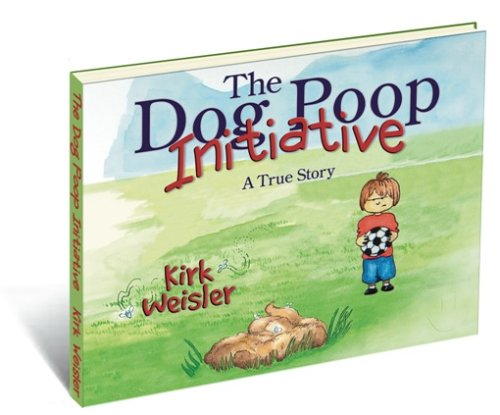 The
Dog Poop
Initiative
A True Story
Kirk
Weisler
The Dog Poop Initiative Kirk Weisler